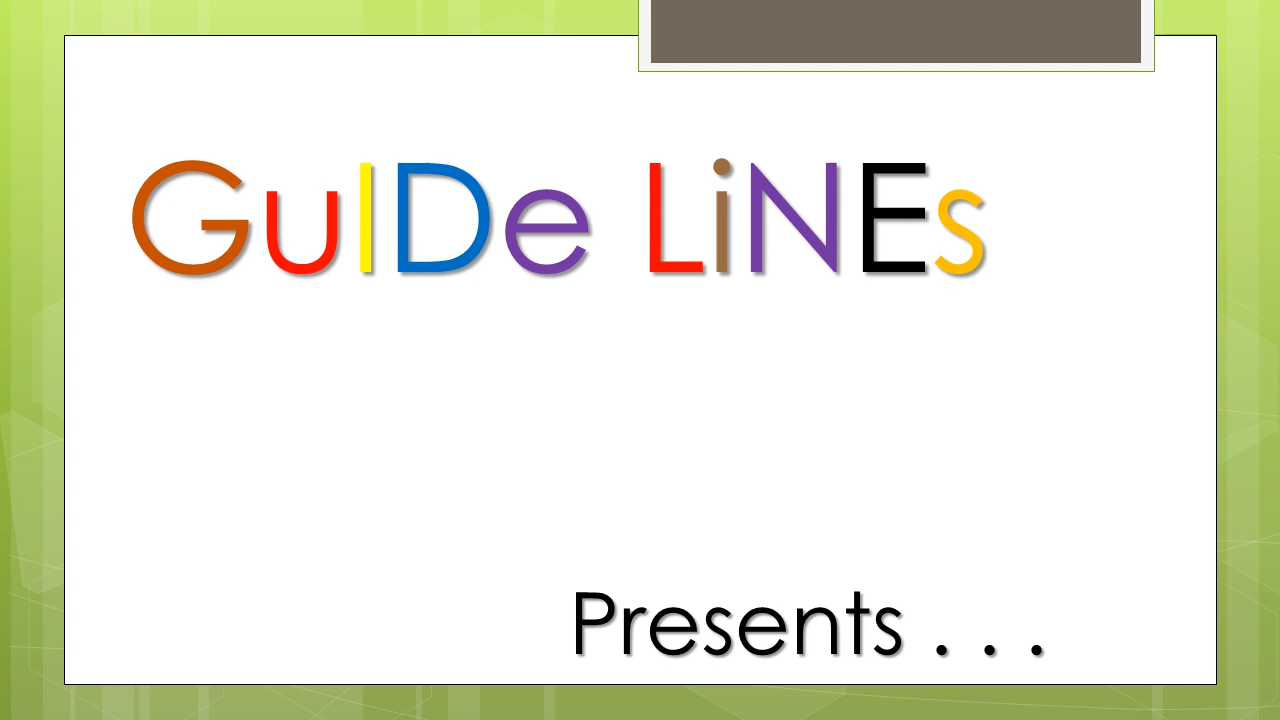 GuIDe LiNEs
Presents . . .